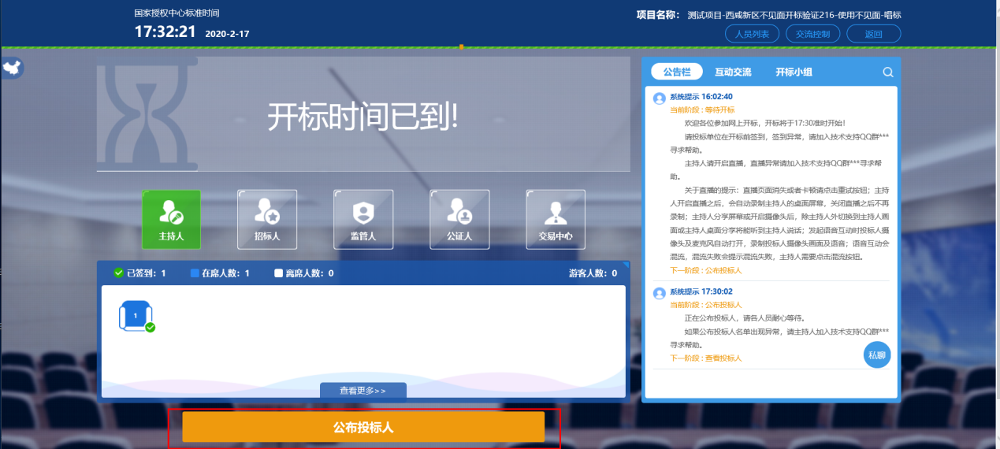 国家授权中心标准时间
17:32:21 2020-2-17
项目名称： 测试项目-西咸新区不见面开标验证216-使用不见面-唱标
人员列表 交流控制 返回
开标时间已到!
主持人 招标人 监管人 公证人 交易中心
已签到：1 在席人数：1 离席人数：0 游客人数：0
1
查看更多>>
公布投标人
公告栏 互动交流 开标小组
系统提示 16:02:40
当前阶段 : 等待开标
欢迎各位参加网上开标，开标将于17:30准时开始!
请投标单位在开标前签到，签到异常，请加入技术支持QQ群***
寻求帮助。
主持人请开启直播，直播异常请加入技术支持QQ群***寻求帮
助。
关于直播的提示：直播页面消失或者卡顿请点击重试按钮；主持
人开启直播之后，会自动录制主持人的桌面屏幕，关闭直播之后不再
录制；主持人分享屏幕或开启摄像头后，除主持人外切换到主持人画
面或主持人桌面分享将能听到主持人说话；发起语音互动时投标人摄
像头及麦克风自动打开，录制投标人摄像头画面及语音；语音互动会
混流，混流失败会提示混流失败，主持人需要点击混流按钮。
下一阶段 : 公布投标人
系统提示 17:30:02
当前阶段 : 公布投标人
正在公布投标人，请各人员耐心等待。
如果公布投标人名单出现异常，请主持人加入技术支持QQ群***
寻求帮助。
下一阶段 : 查看投标人
私聊